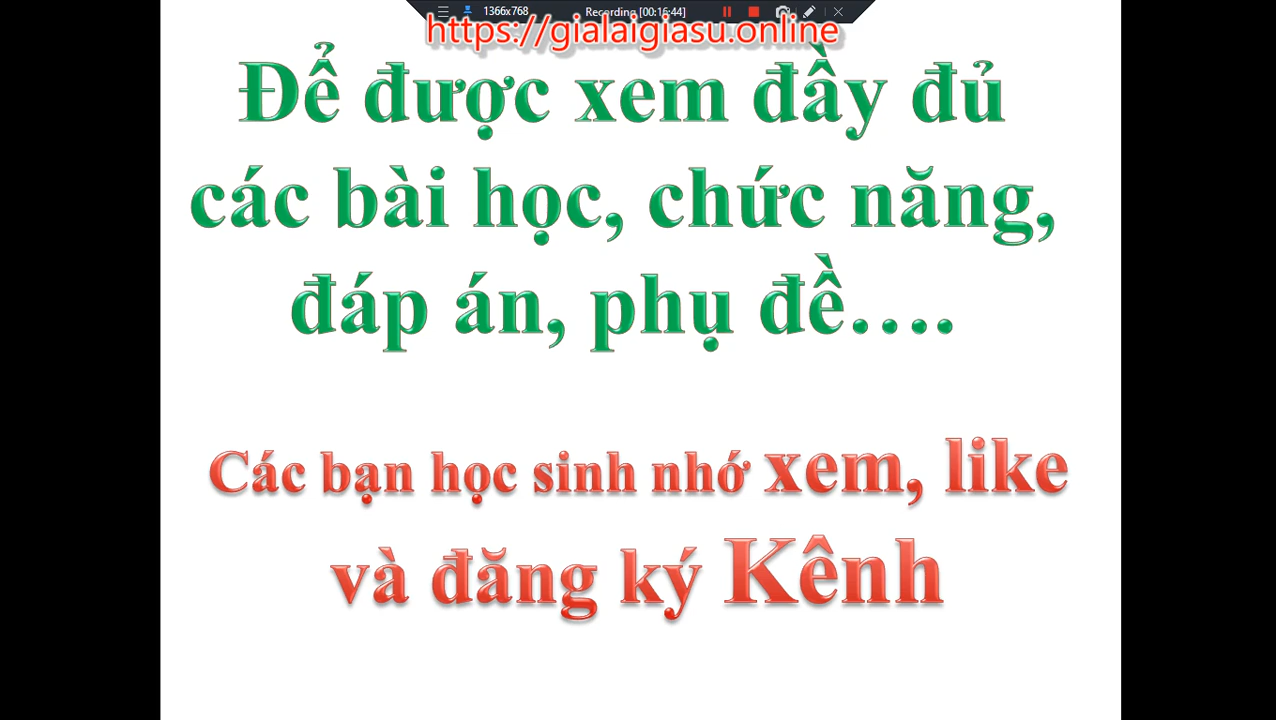 1366x768 Recording [00:16:44]
https://gialaigiasu.online
Để được xem đầy đủ
các bài học, chức năng,
đáp án, phụ đề….
Các bạn học sinh nhớ xem, like
và đăng ký Kênh